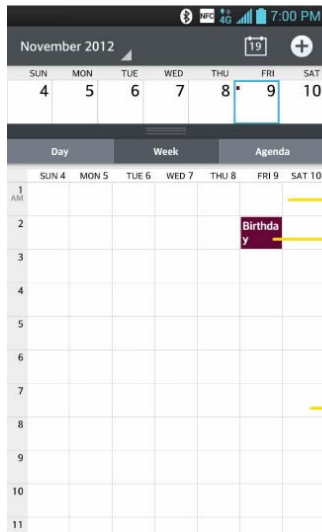 NFC 4G 7:00 PM
November 2012 19
SUN MON TUE WED THU FRI SAT
4 5 6 7 8 9 10
Day Week Agenda
SUN 4 MON 5 TUE 6 WED 7 THU 8 FRI 9 SAT 10
1
AM
2 Birthda
y
3
4
5
6
7
8
9
10
11